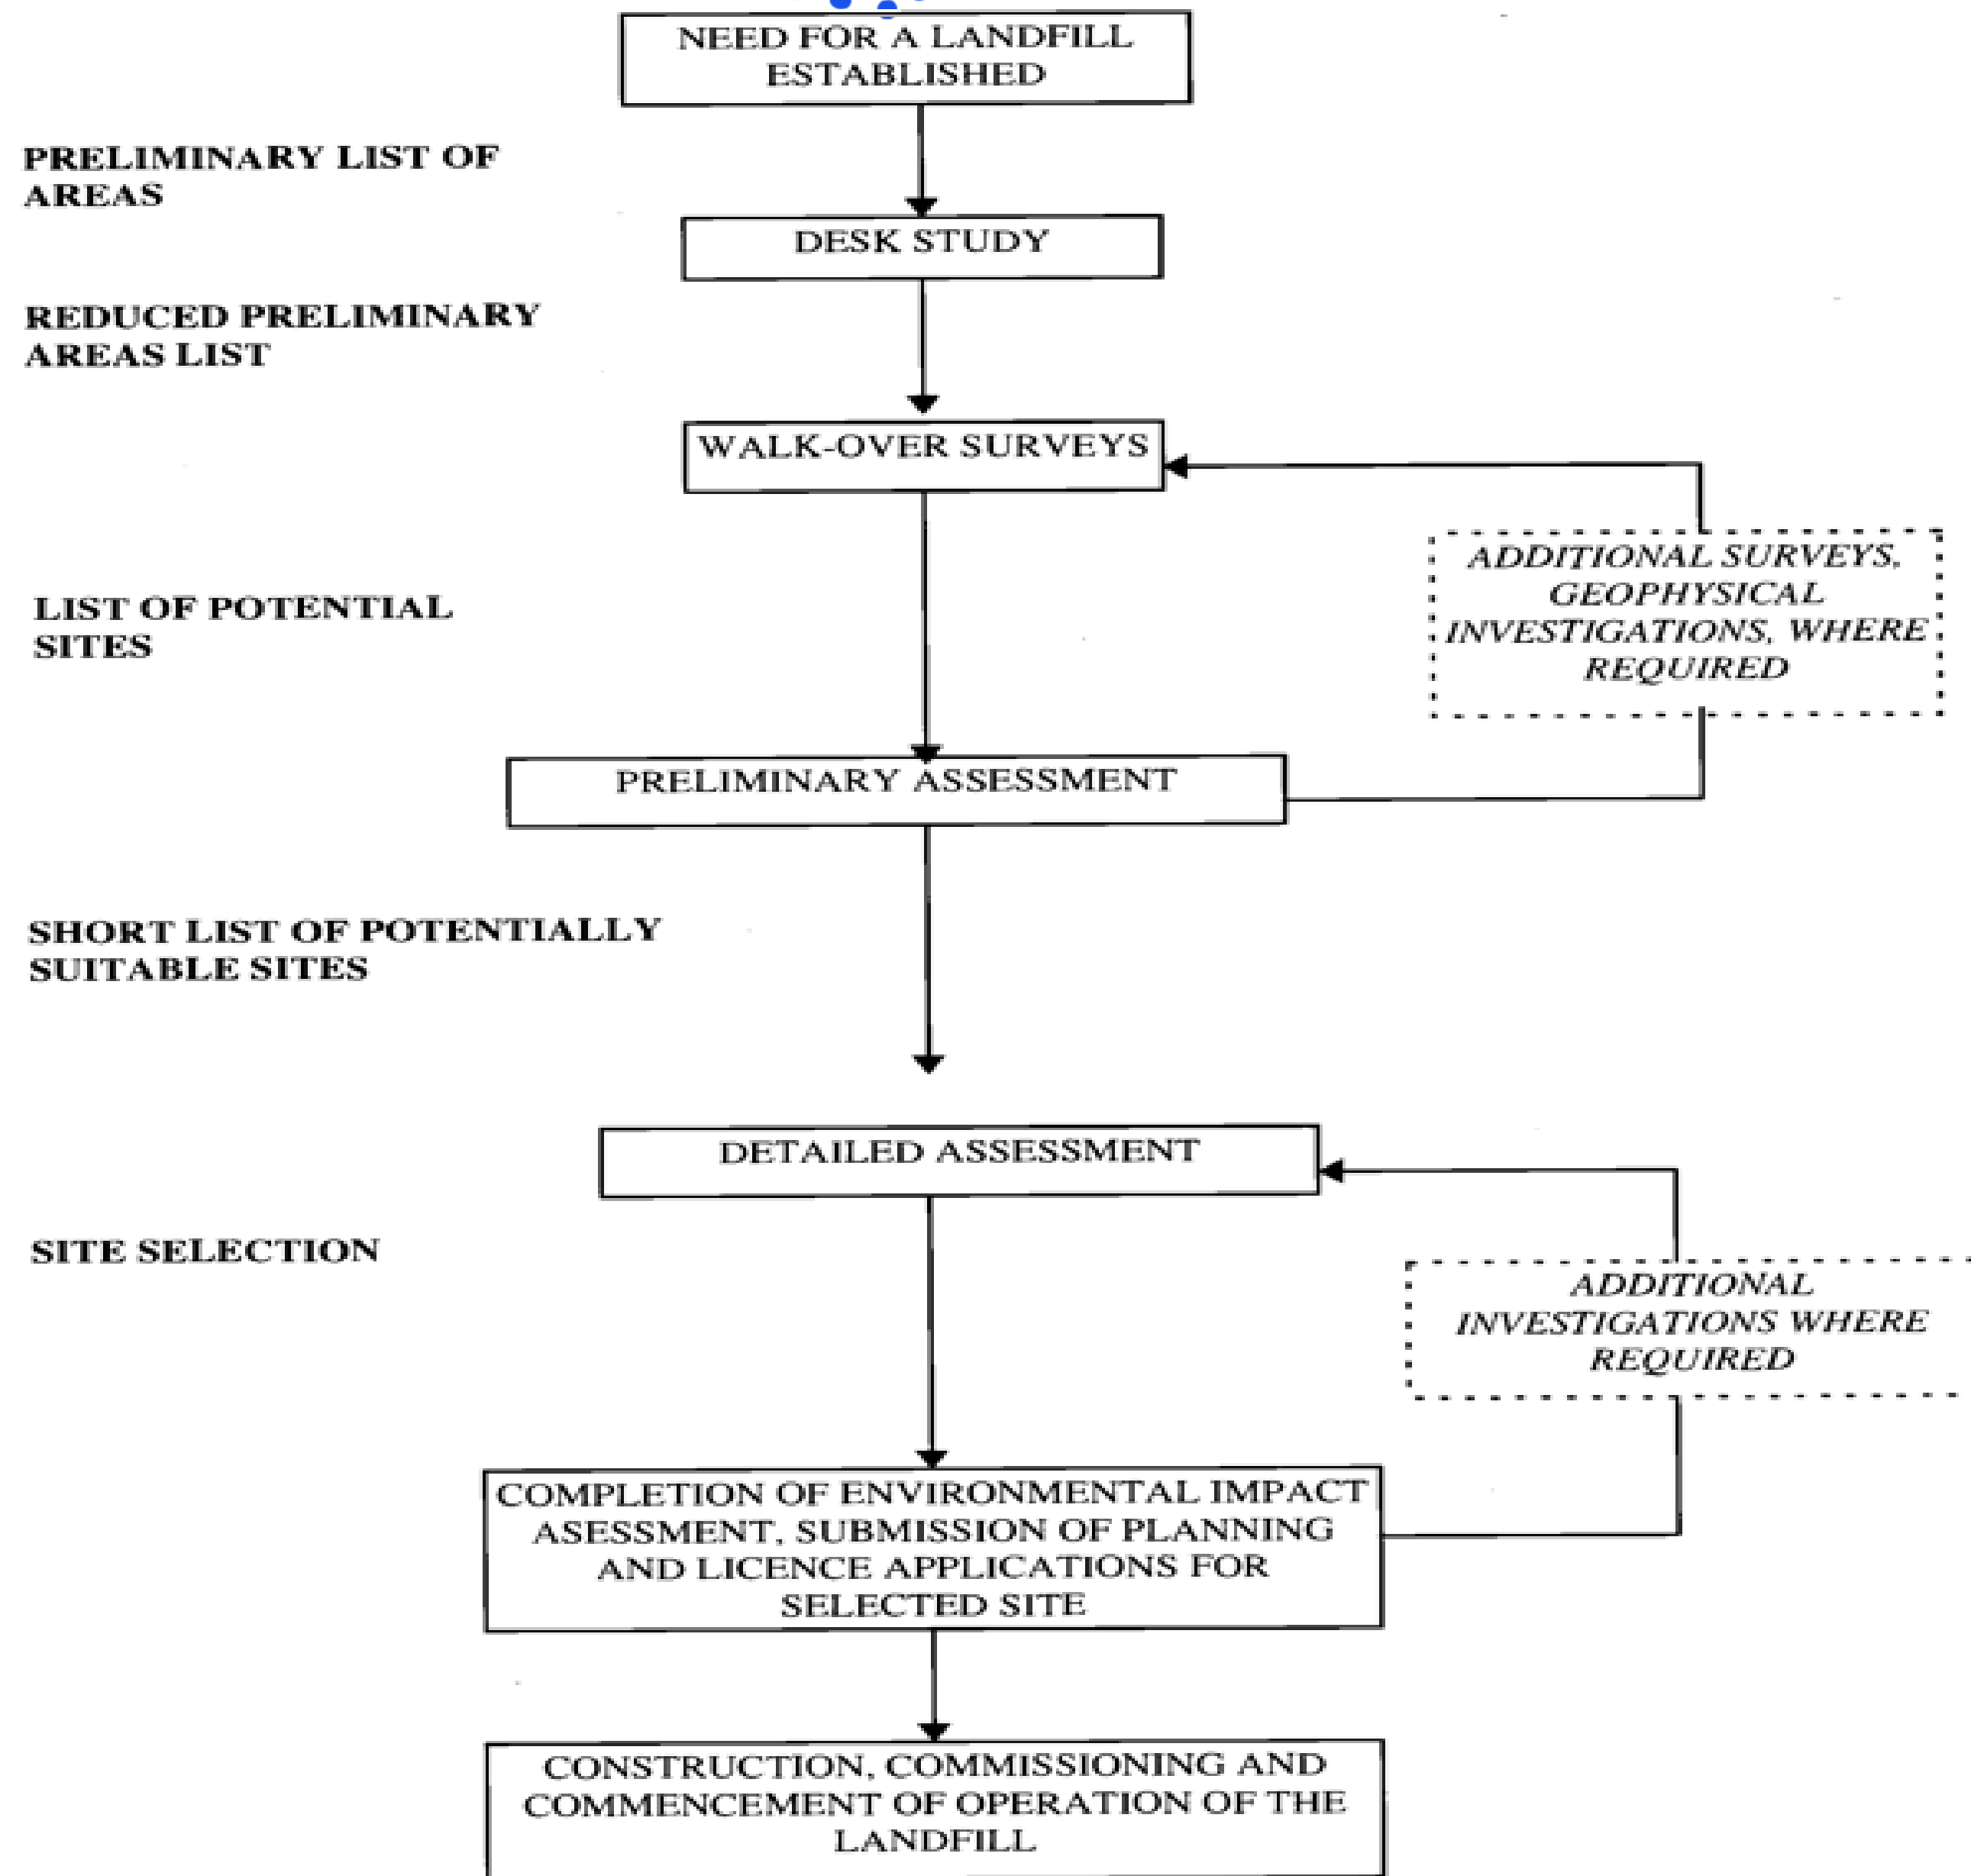 NEED FOR A LANDFILL
ESTABLISHED
PRELIMINARY LIST OF
AREAS
DESK STUDY
REDUCED PRELIMINARY
AREAS LIST
WALK-OVER SURVEYS
ADDITIONAL SURVEYS,
GEOPHYSICAL
INVESTIGATIONS, WHERE
REQUIRED
LIST OF POTENTIAL
SITES
PRELIMINARY ASSESSMENT
SHORT LIST OF POTENTIALLY
SUITABLE SITES
DETAILED ASSESSMENT
SITE SELECTION
ADDITIONAL
INVESTIGATIONS WHERE
REQUIRED
COMPLETION OF ENVIRONMENTAL IMPACT
ASESSMENT, SUBMISSION OF PLANNING
AND LICENCE APPLICATIONS FOR
SELECTED SITE
CONSTRUCTION, COMMISSIONING AND
COMMENCEMENT OF OPERATION OF THE
LANDFILL